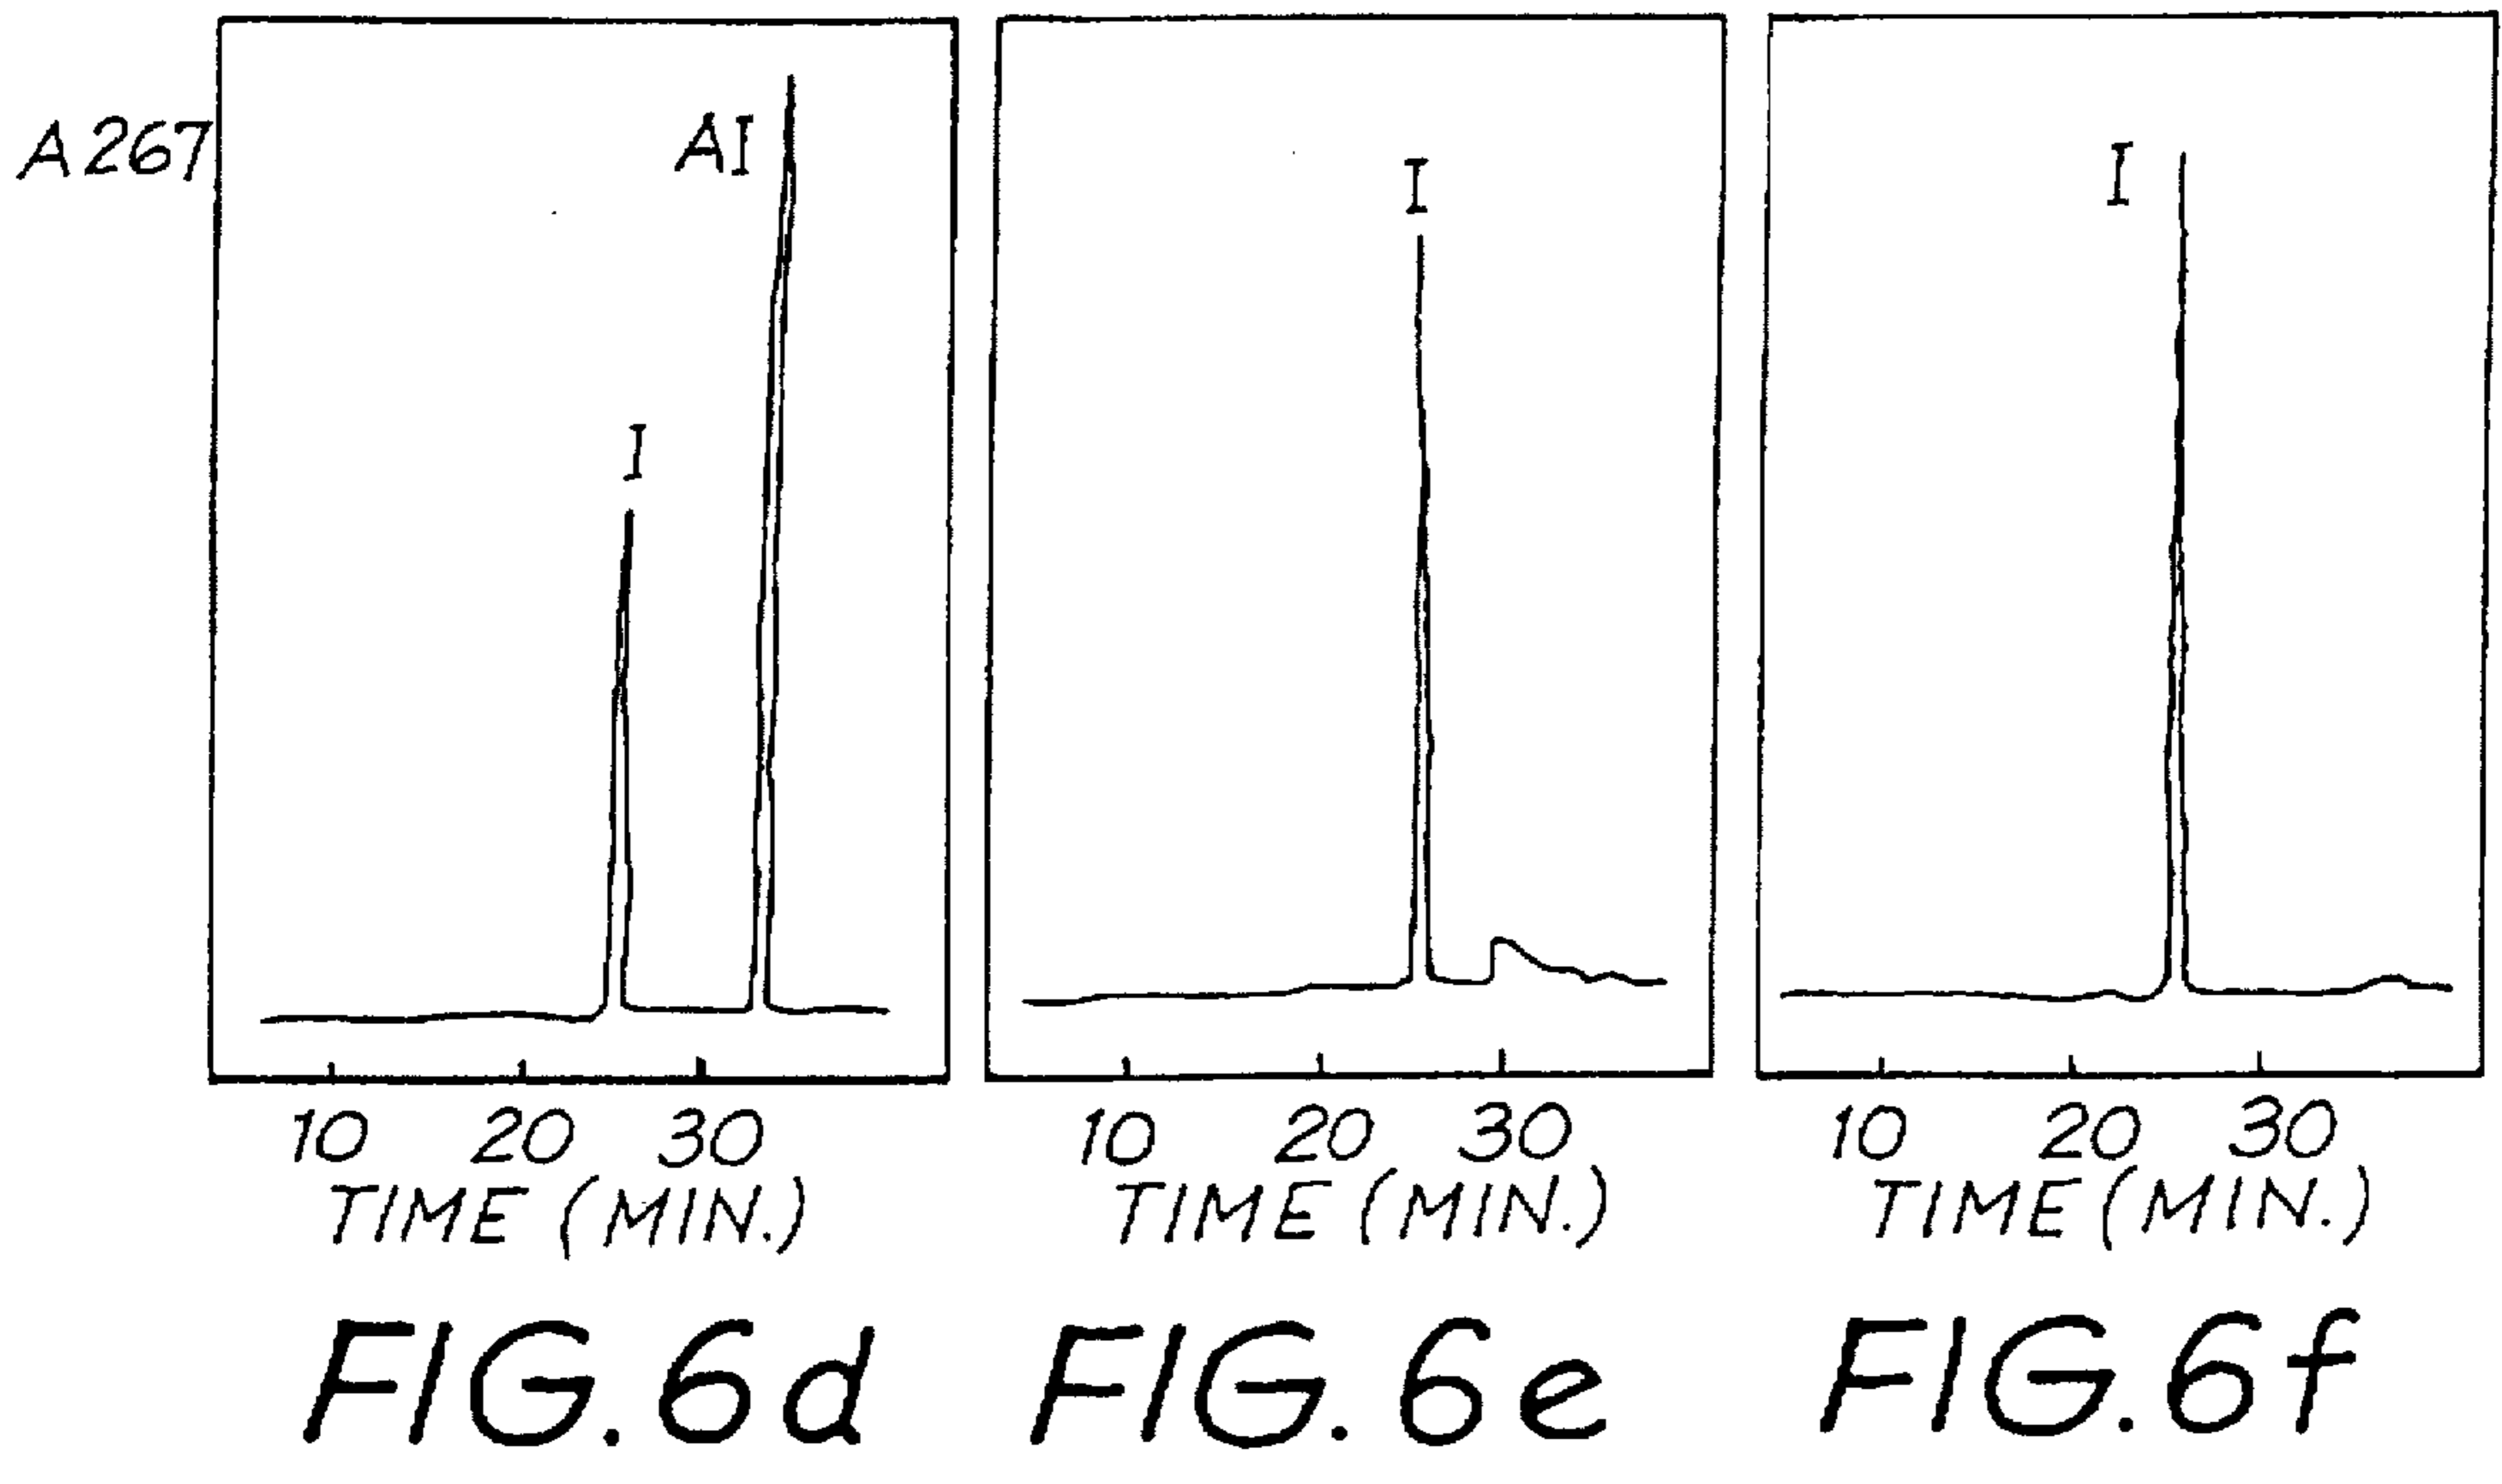 A267
AI
I
I
I
10 20 30
TIME (MIN.)
FIG. 6d
10 20 30
TIME (MIN.)
FIG. 6e
10 20 30
TIME (MIN.)
FIG. 6f